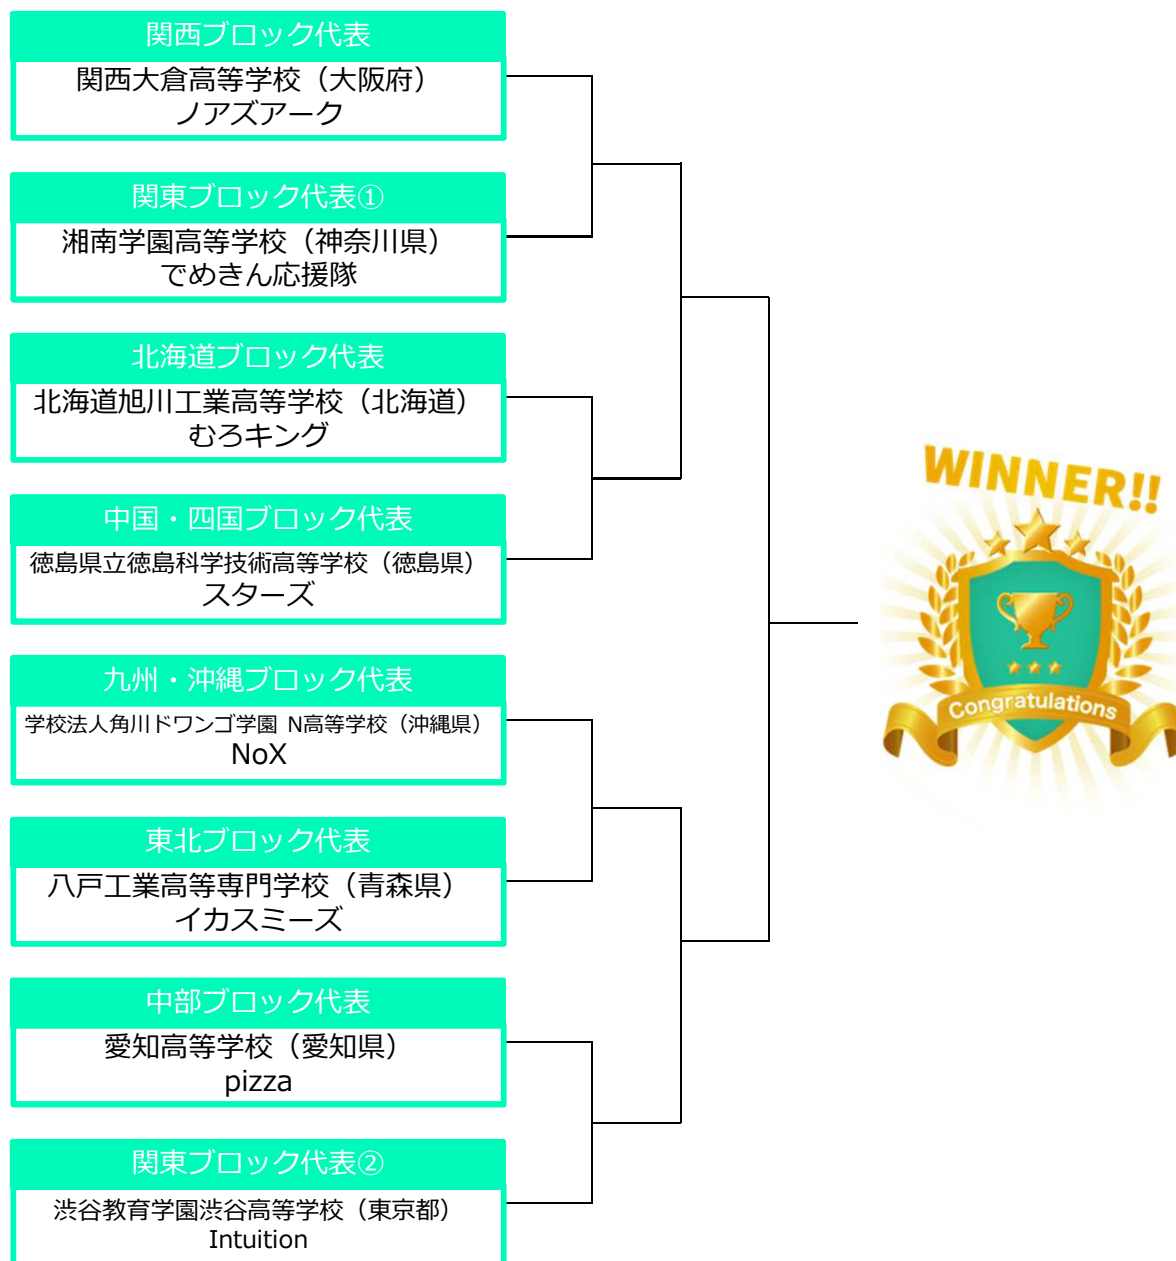 関西ブロック代表
関西大倉高等学校（大阪府）
ノアズアーク
関東ブロック代表①
湘南学園高等学校（神奈川県）
でめきん応援隊
北海道ブロック代表
北海道旭川工業高等学校（北海道）
むろキング
中国・四国ブロック代表
徳島県立徳島科学技術高等学校（徳島県）
スターズ
九州・沖縄ブロック代表
学校法人角川ドワンゴ学園 N高等学校（沖縄県）
NoX
東北ブロック代表
八戸工業高等専門学校（青森県）
イカスミーズ
中部ブロック代表
愛知高等学校（愛知県）
pizza
関東ブロック代表②
渋谷教育学園渋谷高等学校（東京都）
Intuition
WINNER!!
Congratulations